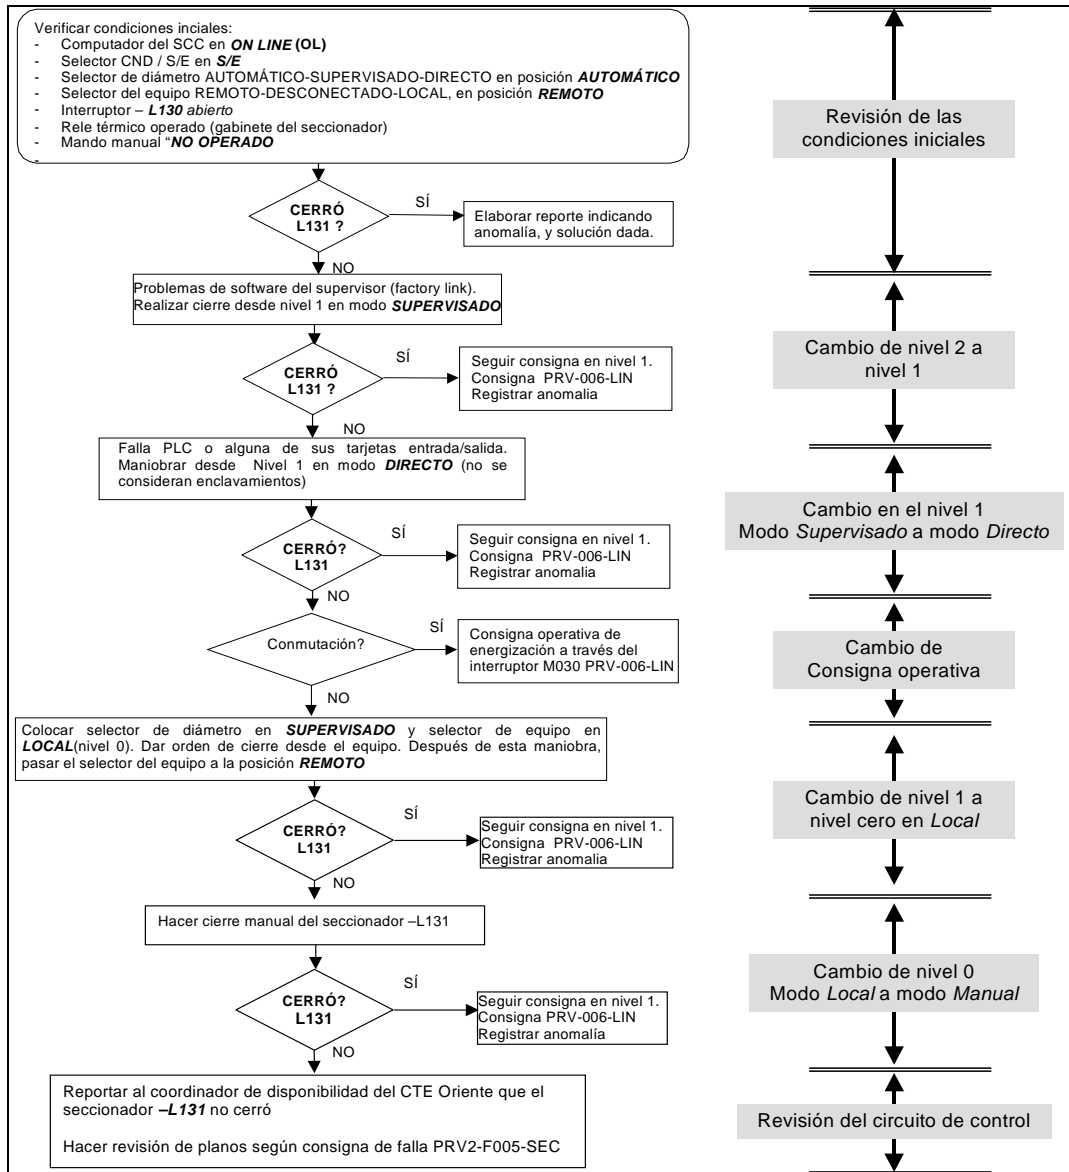 Verificar condiciones inciales:
- Computador del SCC en ON LINE (OL)
- Selector CND / S/E en S/E
- Selector de diámetro AUTOMÁTICO-SUPERVISADO-DIRECTO en posición AUTOMÁTICO
- Selector del equipo REMOTO-DESCONECTADO-LOCAL, en posición REMOTO
- Interruptor – L130 abierto
- Rele térmico operado (gabinete del seccionador)
- Mando manual “NO OPERADO
-
Revisión de las
condiciones iniciales
CERRÓ
L131 ?
SÍ
Elaborar reporte indicando
anomalía, y solución dada.
NO
Problemas de software del supervisor (factory link).
Realizar cierre desde nivel 1 en modo SUPERVISADO
Cambio de nivel 2 a
nivel 1
CERRÓ
L131 ?
SÍ
Seguir consigna en nivel 1.
Consigna PRV-006-LIN
Registrar anomalia
NO
Falla PLC o alguna de sus tarjetas entrada/salida.
Maniobrar desde Nivel 1 en modo DIRECTO (no se
consideran enclavamientos)
Cambio en el nivel 1
Modo Supervisado a modo Directo
CERRÓ?
L131
SÍ
Seguir consigna en nivel 1.
Consigna PRV-006-LIN
Registrar anomalia
NO
Conmutación?
SÍ
Consigna operativa de
energización a través del
interruptor M030 PRV-006-LIN
Cambio de
Consigna operativa
NO
Colocar selector de diámetro en SUPERVISADO y selector de equipo en
LOCAL(nivel 0). Dar orden de cierre desde el equipo. Después de esta maniobra,
pasar el selector del equipo a la posición REMOTO
Cambio de nivel 1 a
nivel cero en Local
CERRÓ?
L131
SÍ
Seguir consigna en nivel 1.
Consigna PRV-006-LIN
Registrar anomalia
NO
Hacer cierre manual del seccionador –L131
Cambio de nivel 0
Modo Local a modo Manual
CERRÓ?
L131
SÍ
Seguir consigna en nivel 1.
Consigna PRV-006-LIN
Registrar anomalía
NO
Reportar al coordinador de disponibilidad del CTE Oriente que el
seccionador –L131 no cerró
Hacer revisión de planos según consigna de falla PRV2-F005-SEC
Revisión del circuito de control